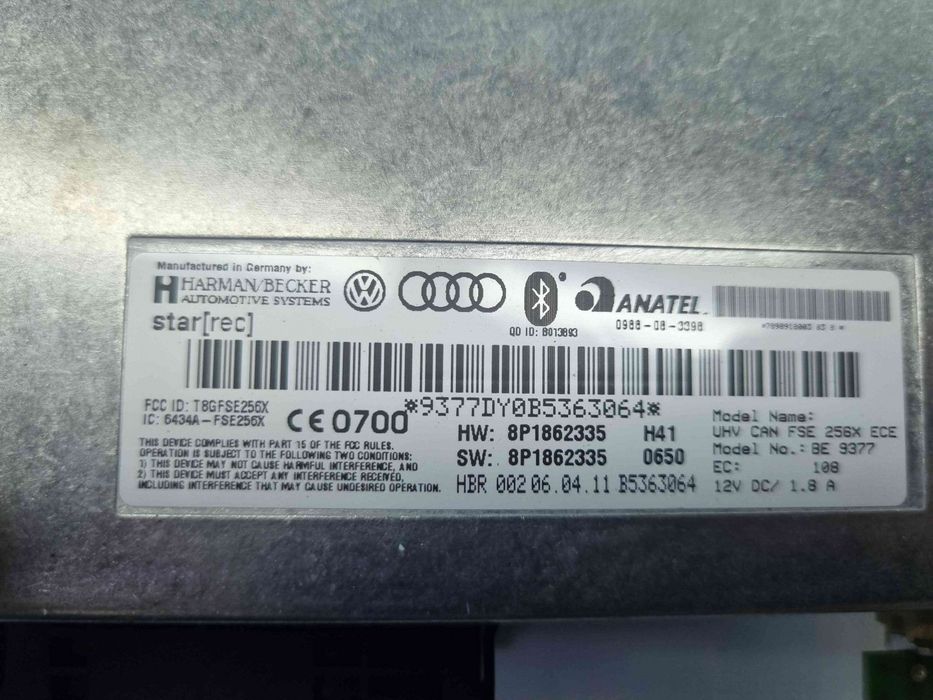 Manufactured in Germany by:
HARMAN/BECKER
AUTOMOTIVE SYSTEMS
star[rec]
QD ID: B013893
ANATEL
0988-08-3398
*9377DY0B5363064*
FCC ID: T8GFSE256X
IC: 6434A-FSE256X
CE 0700
THIS DEVICE COMPLIES WITH PART 15 OF THE FCC RULES.
OPERATION IS SUBJECT TO THE FOLLOWING TWO CONDITIONS:
1) THIS DEVICE MAY NOT CAUSE HARMFUL INTERFERENCE, AND
2) THIS DEVICE MUST ACCEPT ANY INTERFERENCE RECEIVED,
INCLUDING INTERFERENCE THAT MAY CAUSE UNDESIRED OPERATION.
HW: 8P1862335 H41
SW: 8P1862335 0650
HBR 002 06.04.11 B5363064
Model Name:
UHV CAN FSE 256X ECE
Model No.: BE 9377
EC: 108
12V DC/ 1.8 A